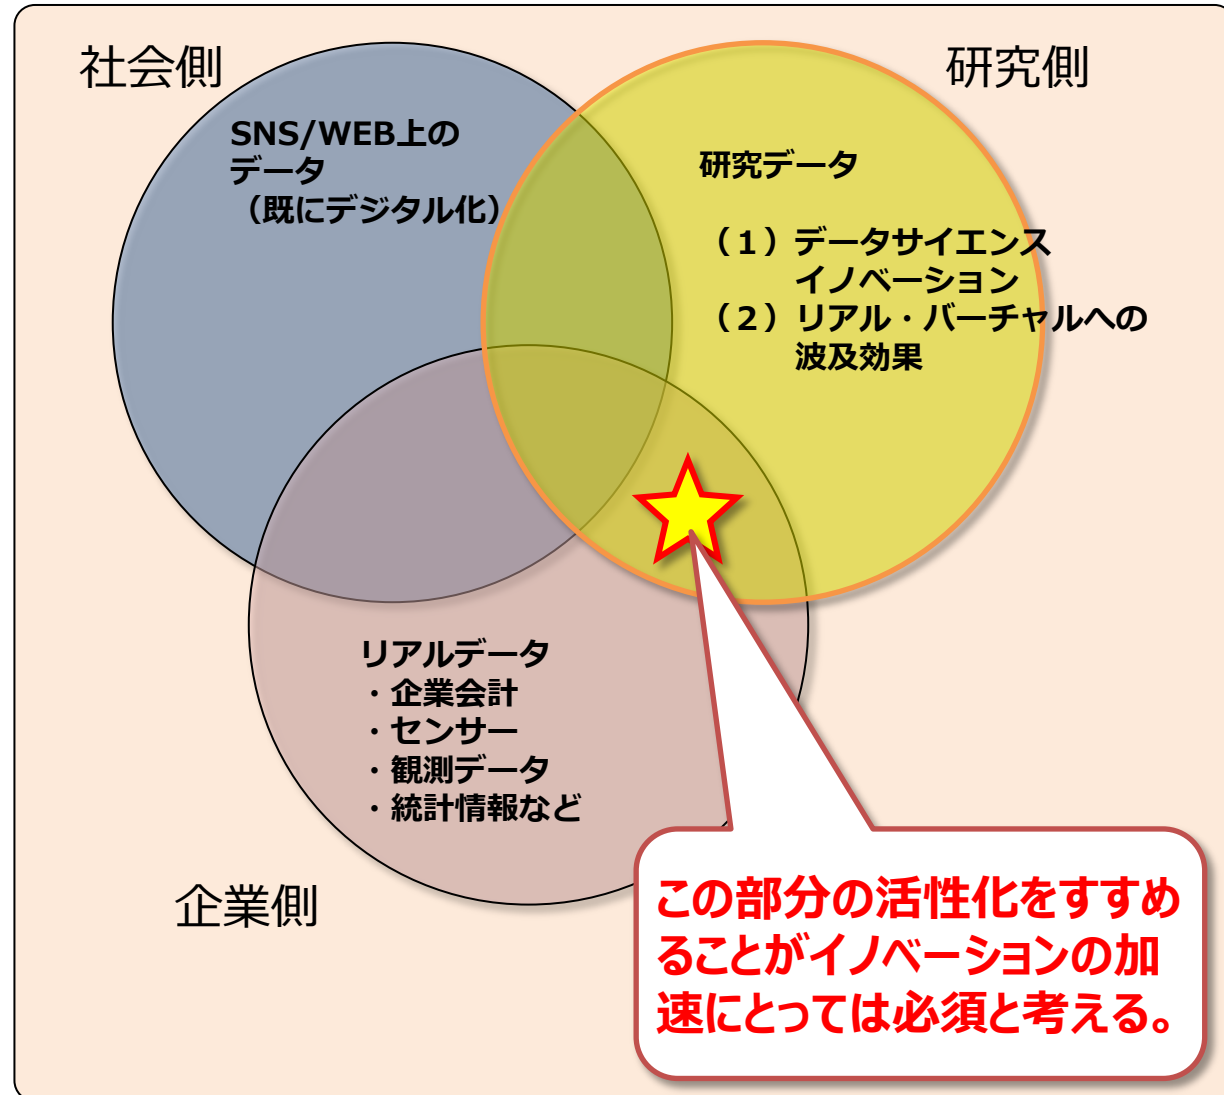 社会側
研究側
SNS/WEB上の
データ
（既にデジタル化）
研究データ
（１）データサイエンス
イノベーション
（２）リアル・バーチャルへの
波及効果
リアルデータ
・企業会計
・センサー
・観測データ
・統計情報など
企業側
この部分の活性化をすすめ
ることがイノベーションの加
速にとっては必須と考える。